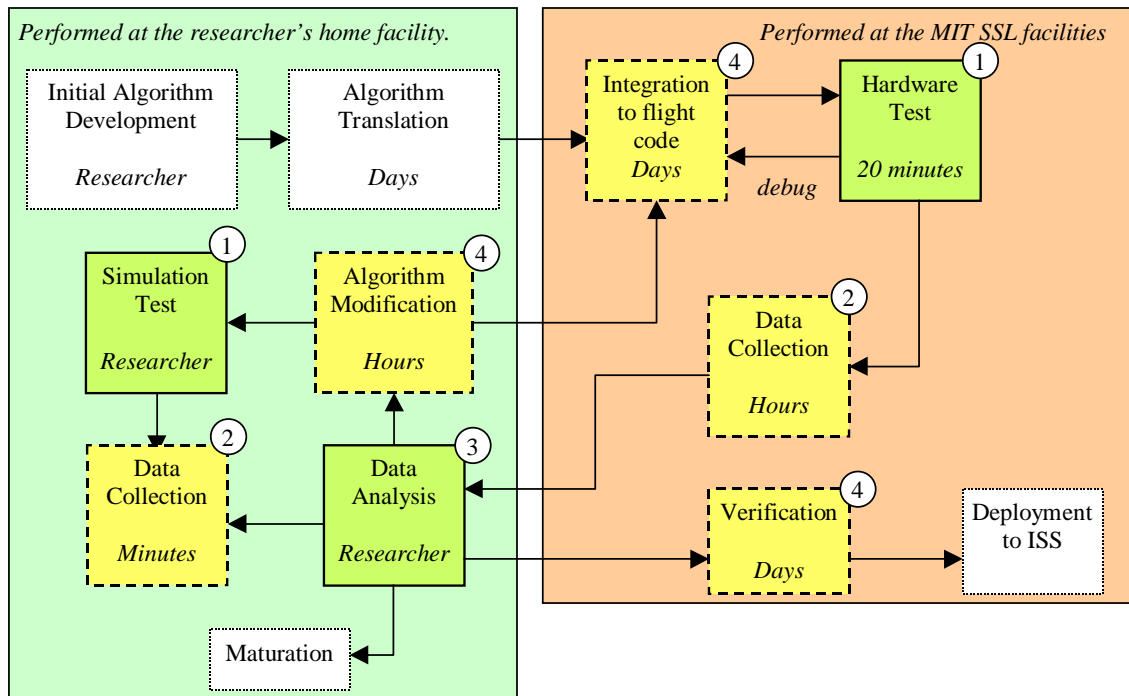 Performed at the researcher’s home facility.
Initial Algorithm
Development
Researcher
Algorithm
Translation
Days
1
Simulation
Test
Researcher
4
Algorithm
Modification
Hours
2
Data
Collection
Minutes
3
Data
Analysis
Researcher
Maturation
Performed at the MIT SSL facilities
4
Integration
to flight
code
Days
1
Hardware
Test
20 minutes
debug
2
Data
Collection
Hours
4
Verification
Days
Deployment
to ISS